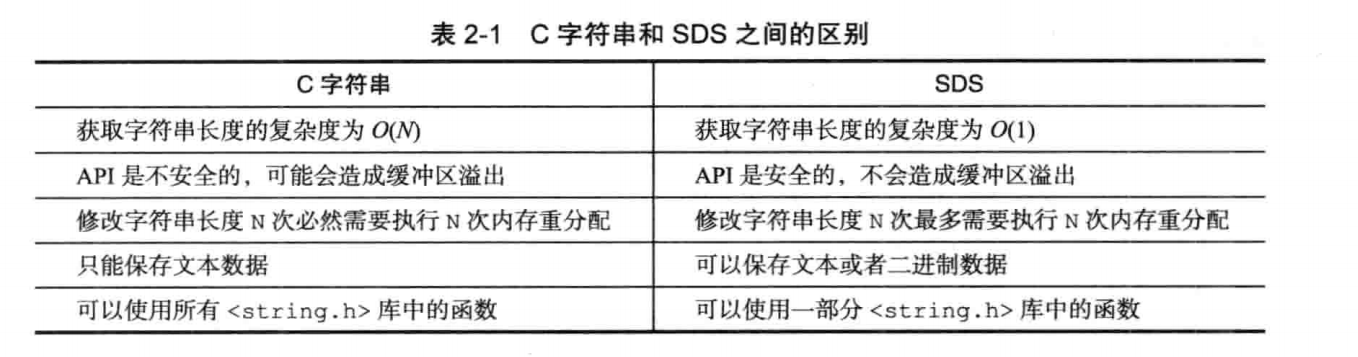 表 2-1 C 字符串和 SDS 之间的区别
C 字符串 SDS
获取字符串长度的复杂度为 O(N) 获取字符串长度的复杂度为 O(1)
API 是不安全的，可能会造成缓冲区溢出 API 是安全的，不会造成缓冲区溢出
修改字符串长度 N 次必然需要执行 N 次内存重分配 修改字符串长度 N 次最多需要执行 N 次内存重分配
只能保存文本数据 可以保存文本或者二进制数据
可以使用所有 <string.h> 库中的函数 可以使用一部分 <string.h> 库中的函数